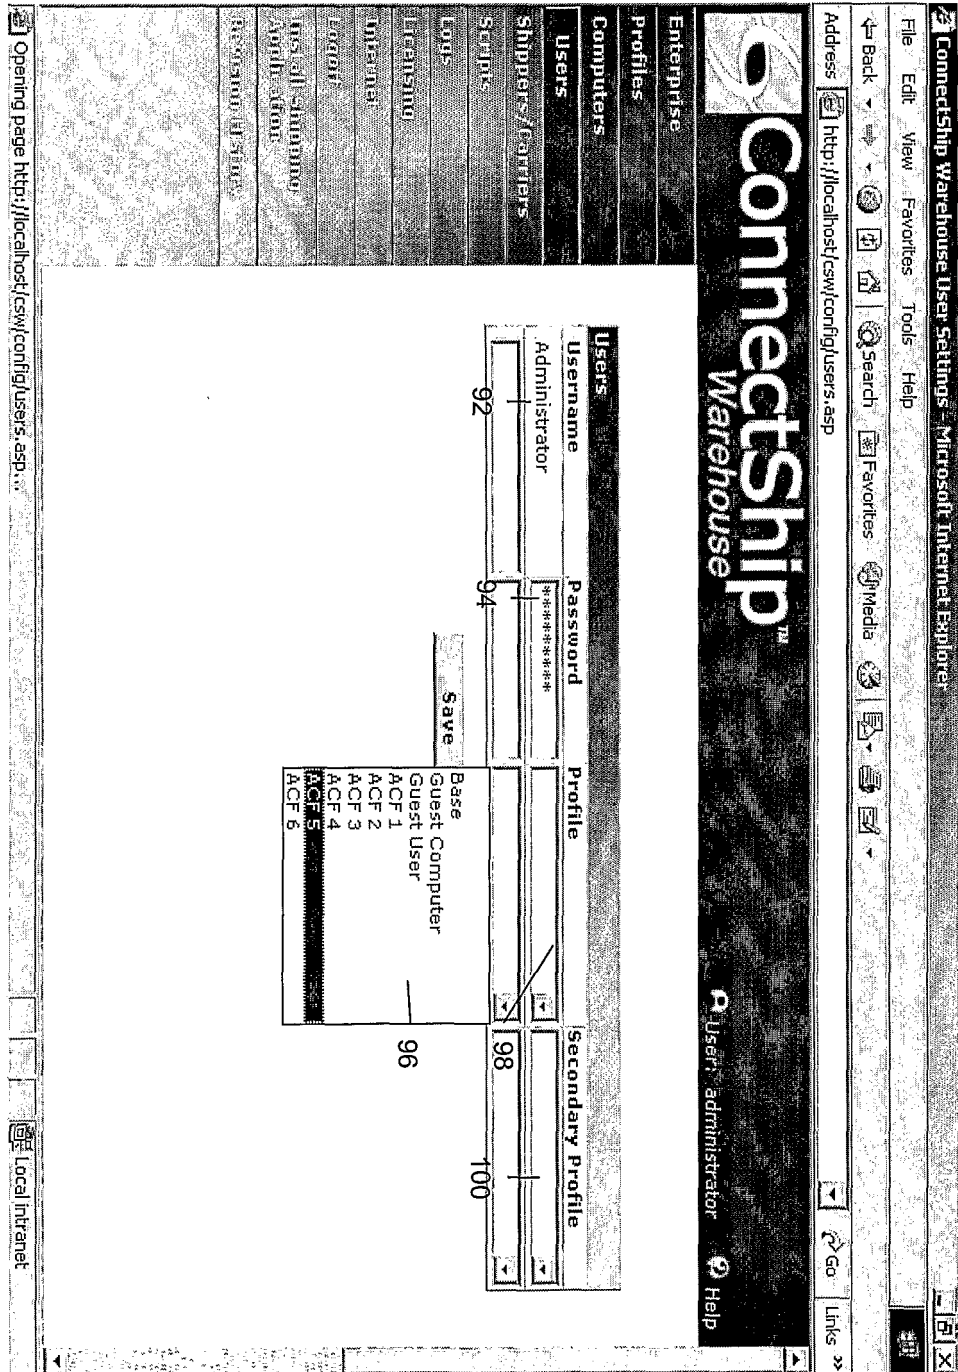 ConnectShip Warehouse User Settings - Microsoft Internet Explorer
File Edit View Favorites Tools Help
Back Search Favorites Media
Address http://localhost/csw/config/users.asp Go Links »
ConnectShip™
Warehouse
User: administrator Help
Enterprise
Profiles
Computers
Users
Shippers/Carriers
Scripts
Logs
Licensing
Internet
Logoff
Install Shipping
Application
Users
Username Password Profile Secondary Profile
Administrator ********
92
94
98
100
Save
Base
Guest Computer
Guest User
ACF 1
ACF 2
ACF 3
ACF 4
ACF 5
ACF 6
96
Opening page http://localhost/csw/config/users.asp... Local intranet